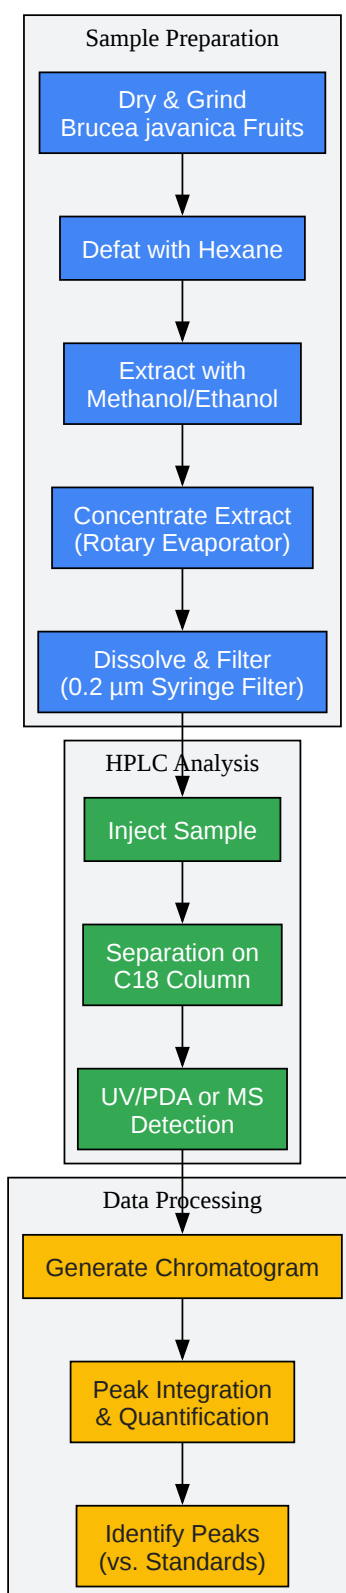 Sample Preparation
Dry & Grind
Brucea javanica Fruits
Defat with Hexane
Extract with
Methanol/Ethanol
Concentrate Extract
(Rotary Evaporator)
Dissolve & Filter
(0.2 µm Syringe Filter)
HPLC Analysis
Inject Sample
Separation on
C18 Column
UV/PDA or MS
Detection
Data Processing
Generate Chromatogram
Peak Integration
& Quantification
Identify Peaks
(vs. Standards)